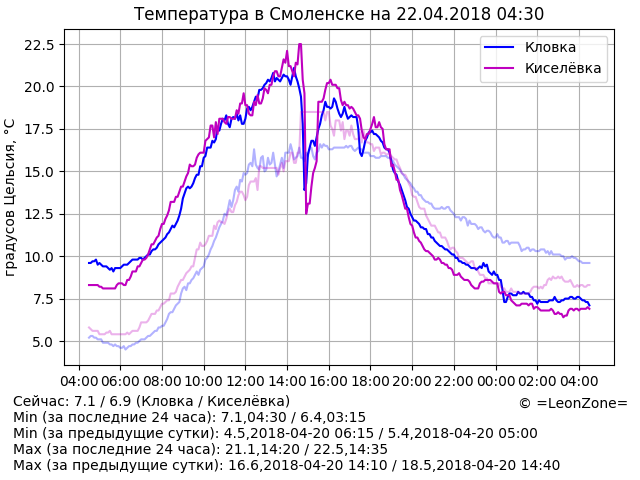 Температура в Смоленске на 22.04.2018 04:30
градусов Цельсия, °C
22.5
20.0
17.5
15.0
12.5
10.0
7.5
5.0
Кловка
Киселёвка
04:00 06:00 08:00 10:00 12:00 14:00 16:00 18:00 20:00 22:00 00:00 02:00 04:00
Сейчас: 7.1 / 6.9 (Кловка / Киселёвка)
© =LeonZone=
Min (за последние 24 часа): 7.1,04:30 / 6.4,03:15
Min (за предыдущие сутки): 4.5,2018-04-20 06:15 / 5.4,2018-04-20 05:00
Max (за последние 24 часа): 21.1,14:20 / 22.5,14:35
Max (за предыдущие сутки): 16.6,2018-04-20 14:10 / 18.5,2018-04-20 14:40